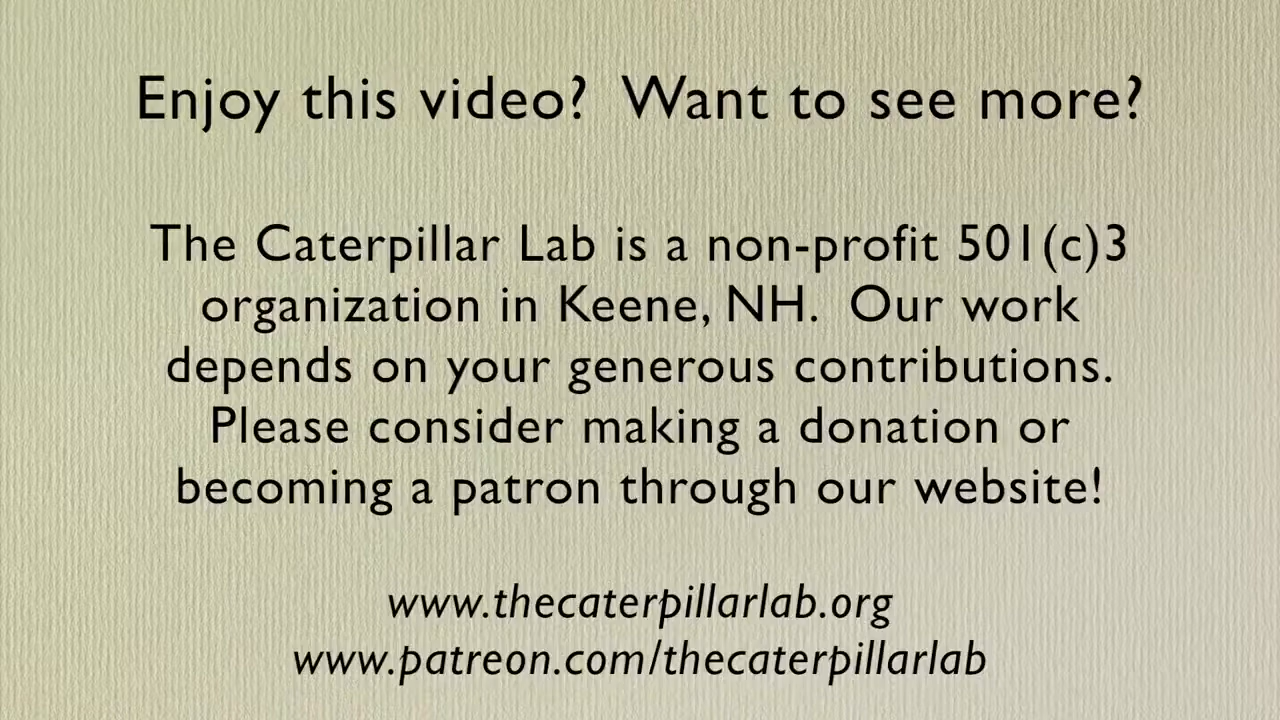 Enjoy this video?  Want to see more?
The Caterpillar Lab is a non-profit 501(c)3
organization in Keene, NH.  Our work
depends on your generous contributions.
Please consider making a donation or
becoming a patron through our website!
www.thecaterpillarlab.org
www.patreon.com/thecaterpillarlab